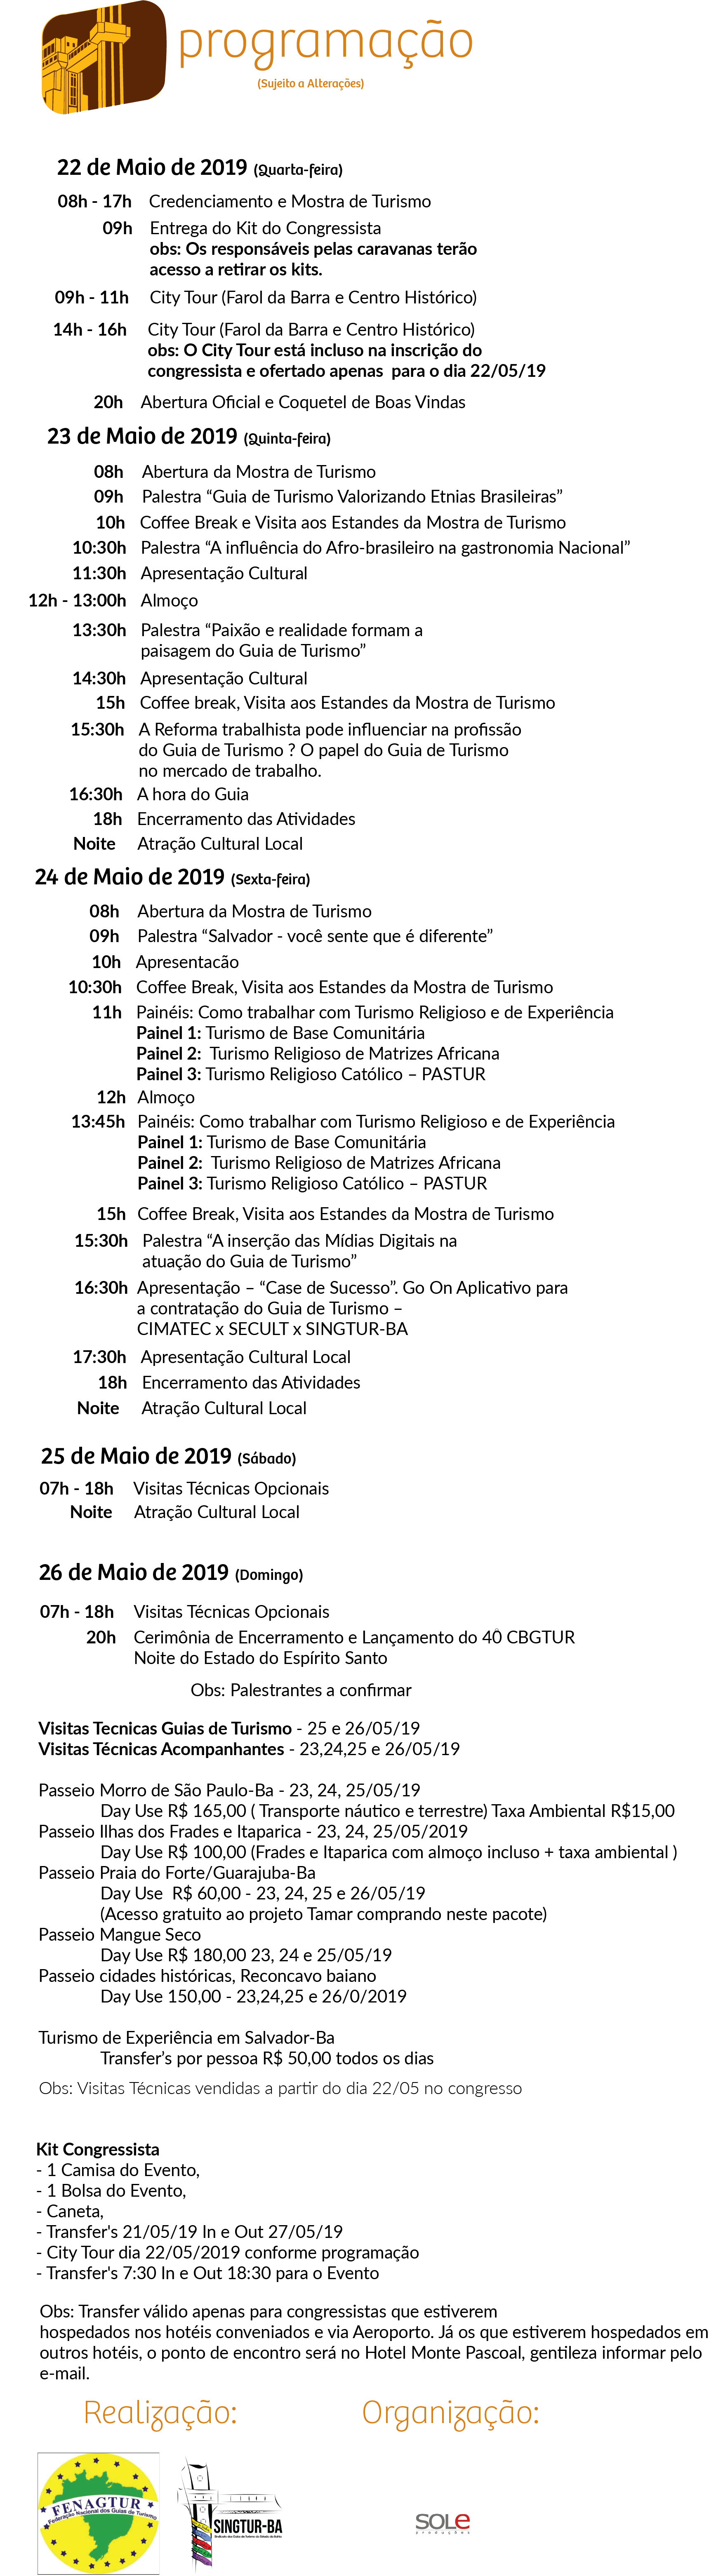 programação
(Sujeito a Alterações)
22 de Maio de 2019 (Quarta-feira)
08h - 17h Credenciamento e Mostra de Turismo
09h Entrega do Kit do Congressista
obs: Os responsáveis pelas caravanas terão
acesso a retirar os kits.
09h - 11h City Tour (Farol da Barra e Centro Histórico)
14h - 16h City Tour (Farol da Barra e Centro Histórico)
obs: O City Tour está incluso na inscrição do
congressista e ofertado apenas para o dia 22/05/19
20h Abertura Oficial e Coquetel de Boas Vindas
23 de Maio de 2019 (Quinta-feira)
08h Abertura da Mostra de Turismo
09h Palestra “Guia de Turismo Valorizando Etnias Brasileiras”
10h Coffee Break e Visita aos Estandes da Mostra de Turismo
10:30h Palestra “A influência do Afro-brasileiro na gastronomia Nacional”
11:30h Apresentação Cultural
12h - 13:00h Almoço
13:30h Palestra “Paixão e realidade formam a
paisagem do Guia de Turismo”
14:30h Apresentação Cultural
15h Coffee break, Visita aos Estandes da Mostra de Turismo
15:30h A Reforma trabalhista pode influenciar na profissão
do Guia de Turismo ? O papel do Guia de Turismo
no mercado de trabalho.
16:30h A hora do Guia
18h Encerramento das Atividades
Noite Atração Cultural Local
24 de Maio de 2019 (Sexta-feira)
08h Abertura da Mostra de Turismo
09h Palestra “Salvador - você sente que é diferente”
10h Apresentacão
10:30h Coffee Break, Visita aos Estandes da Mostra de Turismo
11h Painéis: Como trabalhar com Turismo Religioso e de Experiência
Painel 1: Turismo de Base Comunitária
Painel 2: Turismo Religioso de Matrizes Africana
Painel 3: Turismo Religioso Católico – PASTUR
12h Almoço
13:45h Painéis: Como trabalhar com Turismo Religioso e de Experiência
Painel 1: Turismo de Base Comunitária
Painel 2: Turismo Religioso de Matrizes Africana
Painel 3: Turismo Religioso Católico – PASTUR
15h Coffee Break, Visita aos Estandes da Mostra de Turismo
15:30h Palestra “A inserção das Mídias Digitais na
atuação do Guia de Turismo”
16:30h Apresentação – “Case de Sucesso”. Go On Aplicativo para
a contratação do Guia de Turismo –
CIMATEC x SECULT x SINGTUR-BA
17:30h Apresentação Cultural Local
18h Encerramento das Atividades
Noite Atração Cultural Local
25 de Maio de 2019 (Sábado)
07h - 18h Visitas Técnicas Opcionais
Noite Atração Cultural Local
26 de Maio de 2019 (Domingo)
07h - 18h Visitas Técnicas Opcionais
20h Cerimônia de Encerramento e Lançamento do 40̂ CBGTUR
Noite do Estado do Espírito Santo
Obs: Palestrantes a confirmar
Visitas Tecnicas Guias de Turismo - 25 e 26/05/19
Visitas Técnicas Acompanhantes - 23,24,25 e 26/05/19
Passeio Morro de São Paulo-Ba - 23, 24, 25/05/19
Day Use R$ 165,00 ( Transporte náutico e terrestre) Taxa Ambiental R$15,00
Passeio Ilhas dos Frades e Itaparica - 23, 24, 25/05/2019
Day Use R$ 100,00 (Frades e Itaparica com almoço incluso + taxa ambiental )
Passeio Praia do Forte/Guarajuba-Ba
Day Use R$ 60,00 - 23, 24, 25 e 26/05/19
(Acesso gratuito ao projeto Tamar comprando neste pacote)
Passeio Mangue Seco
Day Use R$ 180,00 23, 24 e 25/05/19
Passeio cidades históricas, Reconcavo baiano
Day Use 150,00 - 23,24,25 e 26/0/2019
Turismo de Experiência em Salvador-Ba
Transfer’s por pessoa R$ 50,00 todos os dias
Obs: Visitas Técnicas vendidas a partir do dia 22/05 no congresso
Kit Congressista
- 1 Camisa do Evento,
- 1 Bolsa do Evento,
- Caneta,
- Transfer's 21/05/19 In e Out 27/05/19
- City Tour dia 22/05/2019 conforme programação
- Transfer's 7:30 In e Out 18:30 para o Evento
Obs: Transfer válido apenas para congressistas que estiverem
hospedados nos hotéis conveniados e via Aeroporto. Já os que estiverem hospedados em
outros hotéis, o ponto de encontro será no Hotel Monte Pascoal, gentileza informar pelo
e-mail.
Realização: Organização:
FENAGTUR
Federação Nacional dos Guias de Turismo
SINGTUR-BA
SOLe
produções